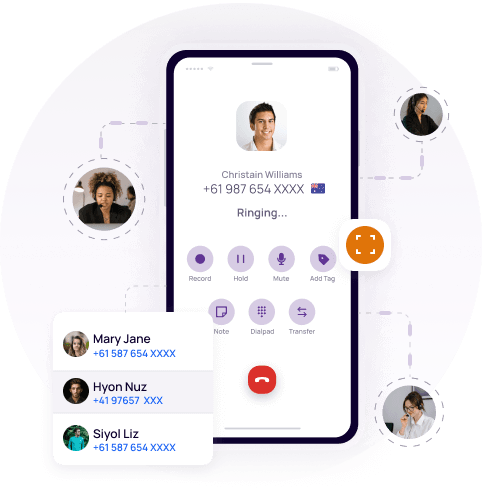 Christain Williams
+61 987 654 XXXX
Ringing...
Record
Hold
Mute
Add Tag
Note
Dialpad
Transfer
Mary Jane
+61 587 654 XXXX
Hyon Nuz
+41 97657 XXX
Siyol Liz
+61 587 654 XXXX